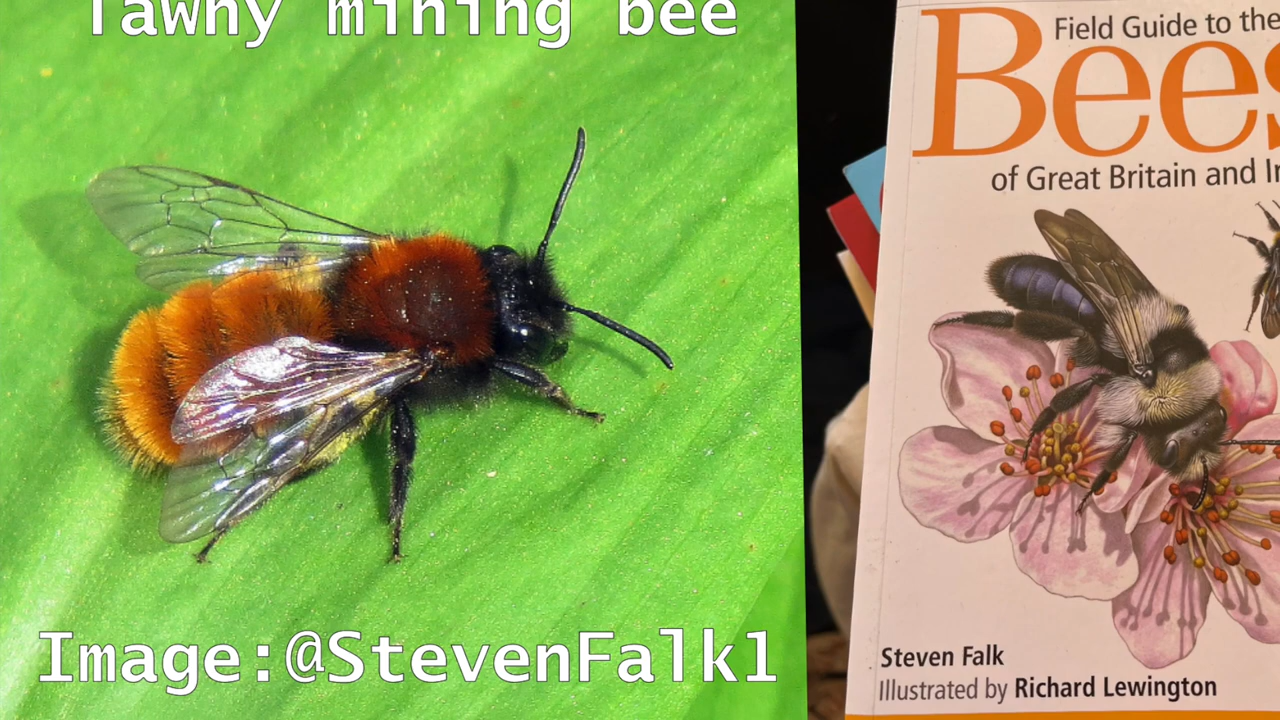 Tawny mining bee
Image:@StevenFalk1
Field Guide to the
Bees
of Great Britain and
Steven Falk
Illustrated by Richard Lewington